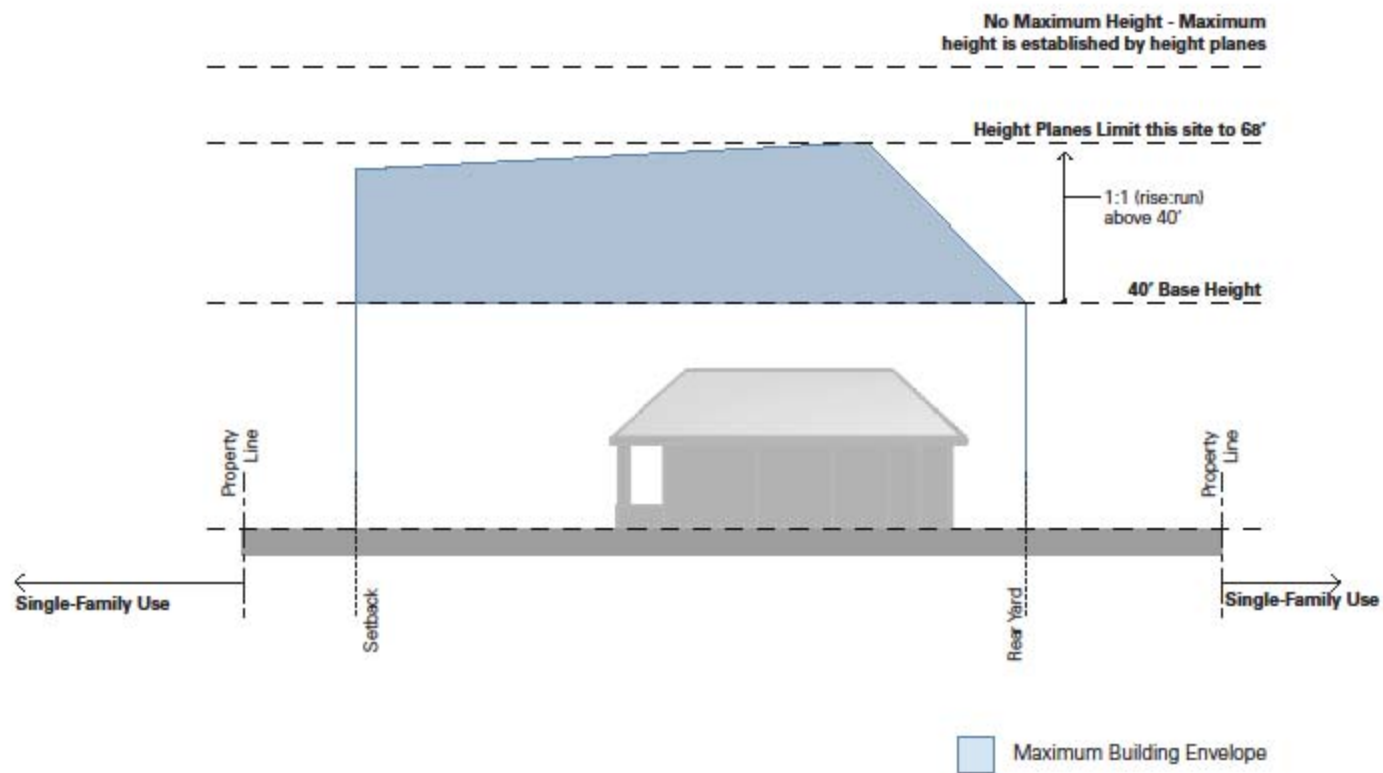 No Maximum Height - Maximum
height is established by height planes
Height Planes Limit this site to 68'
1:1 (rise:run)
above 40'
40' Base Height
Property
Line
Property
Line
Single-Family Use
Setback
Rear Yard
Single-Family Use
Maximum Building Envelope